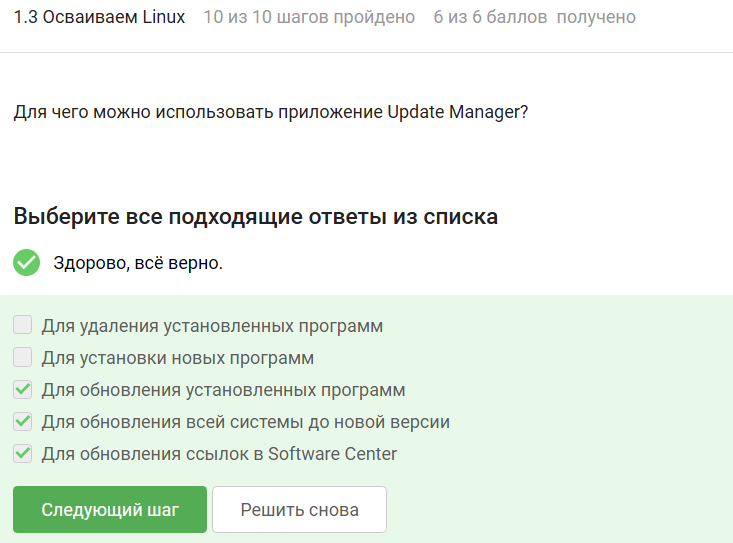 1.3 Осваиваем Linux 10 из 10 шагов пройдено 6 из 6 баллов получено
Для чего можно использовать приложение Update Manager?
Выберите все подходящие ответы из списка
Здорово, всё верно.
Для удаления установленных программ
Для установки новых программ
Для обновления установленных программ
Для обновления всей системы до новой версии
Для обновления ссылок в Software Center
Следующий шаг Решить снова